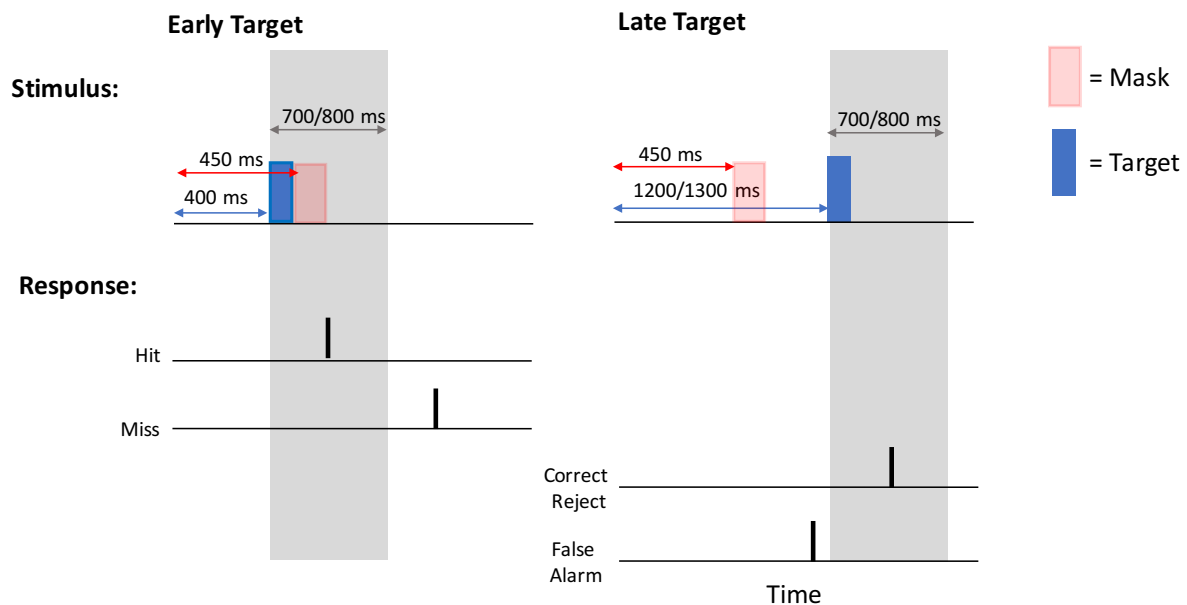 Early Target
Late Target
Stimulus:
= Mask
= Target
700/800 ms
450 ms
400 ms
700/800 ms
450 ms
1200/1300 ms
Response:
Hit
Miss
Correct
Reject
False
Alarm
Time